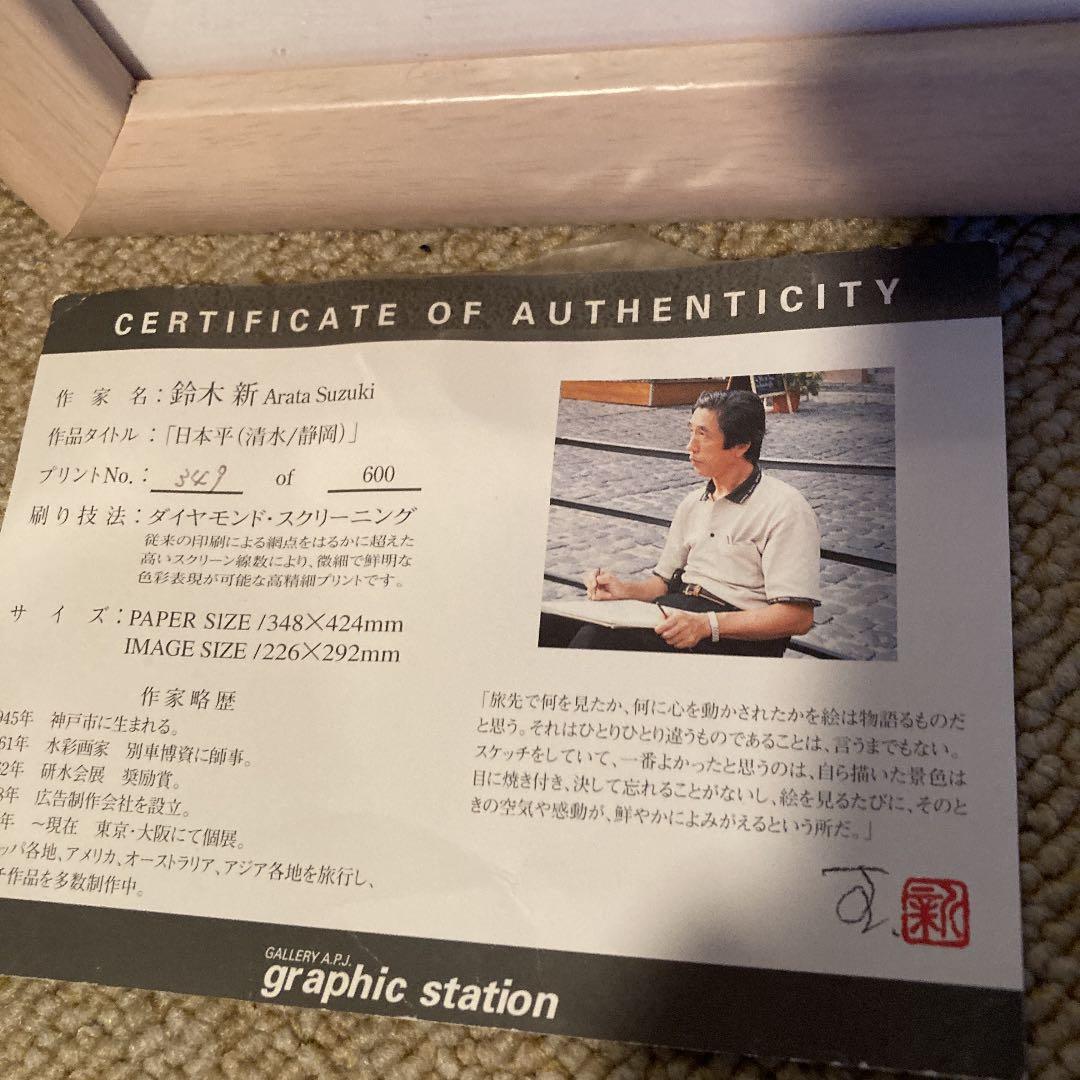 CERTIFICATE OF AUTHENTICITY
作家名：鈴木 新 Arata Suzuki
作品タイトル：「日本平（清水/静岡）」
プリントNo.： 349 of 600
刷り技法：ダイヤモンド・スクリーニング
従来の印刷による網点をはるかに超えた
高いスクリーン線数により、微細で鮮明な
色彩表現が可能な高精細プリントです。
サイズ：PAPER SIZE /348×424mm
IMAGE SIZE /226×292mm
作家略歴
945年 神戸市に生まれる。
61年 水彩画家 別車博資に師事。
2年 研水会展 奨励賞。
8年 広告制作会社を設立。
年 ～現在 東京・大阪にて個展。
ッパ各地、アメリカ、オーストラリア、アジア各地を旅行し、
作品を多数制作中。
「旅先で何を見たか、何に心を動かされたかを絵は物語るものだ
と思う。それはひとりひとり違うものであることは、言うまでもない。
スケッチをしていて、一番よかったと思うのは、自ら描いた景色は
目に焼き付き、決して忘れることがないし、絵を見るたびに、そのと
きの空気や感動が、鮮やかによみがえるという所だ。」
新
GALLERY A.P.J.
graphic station